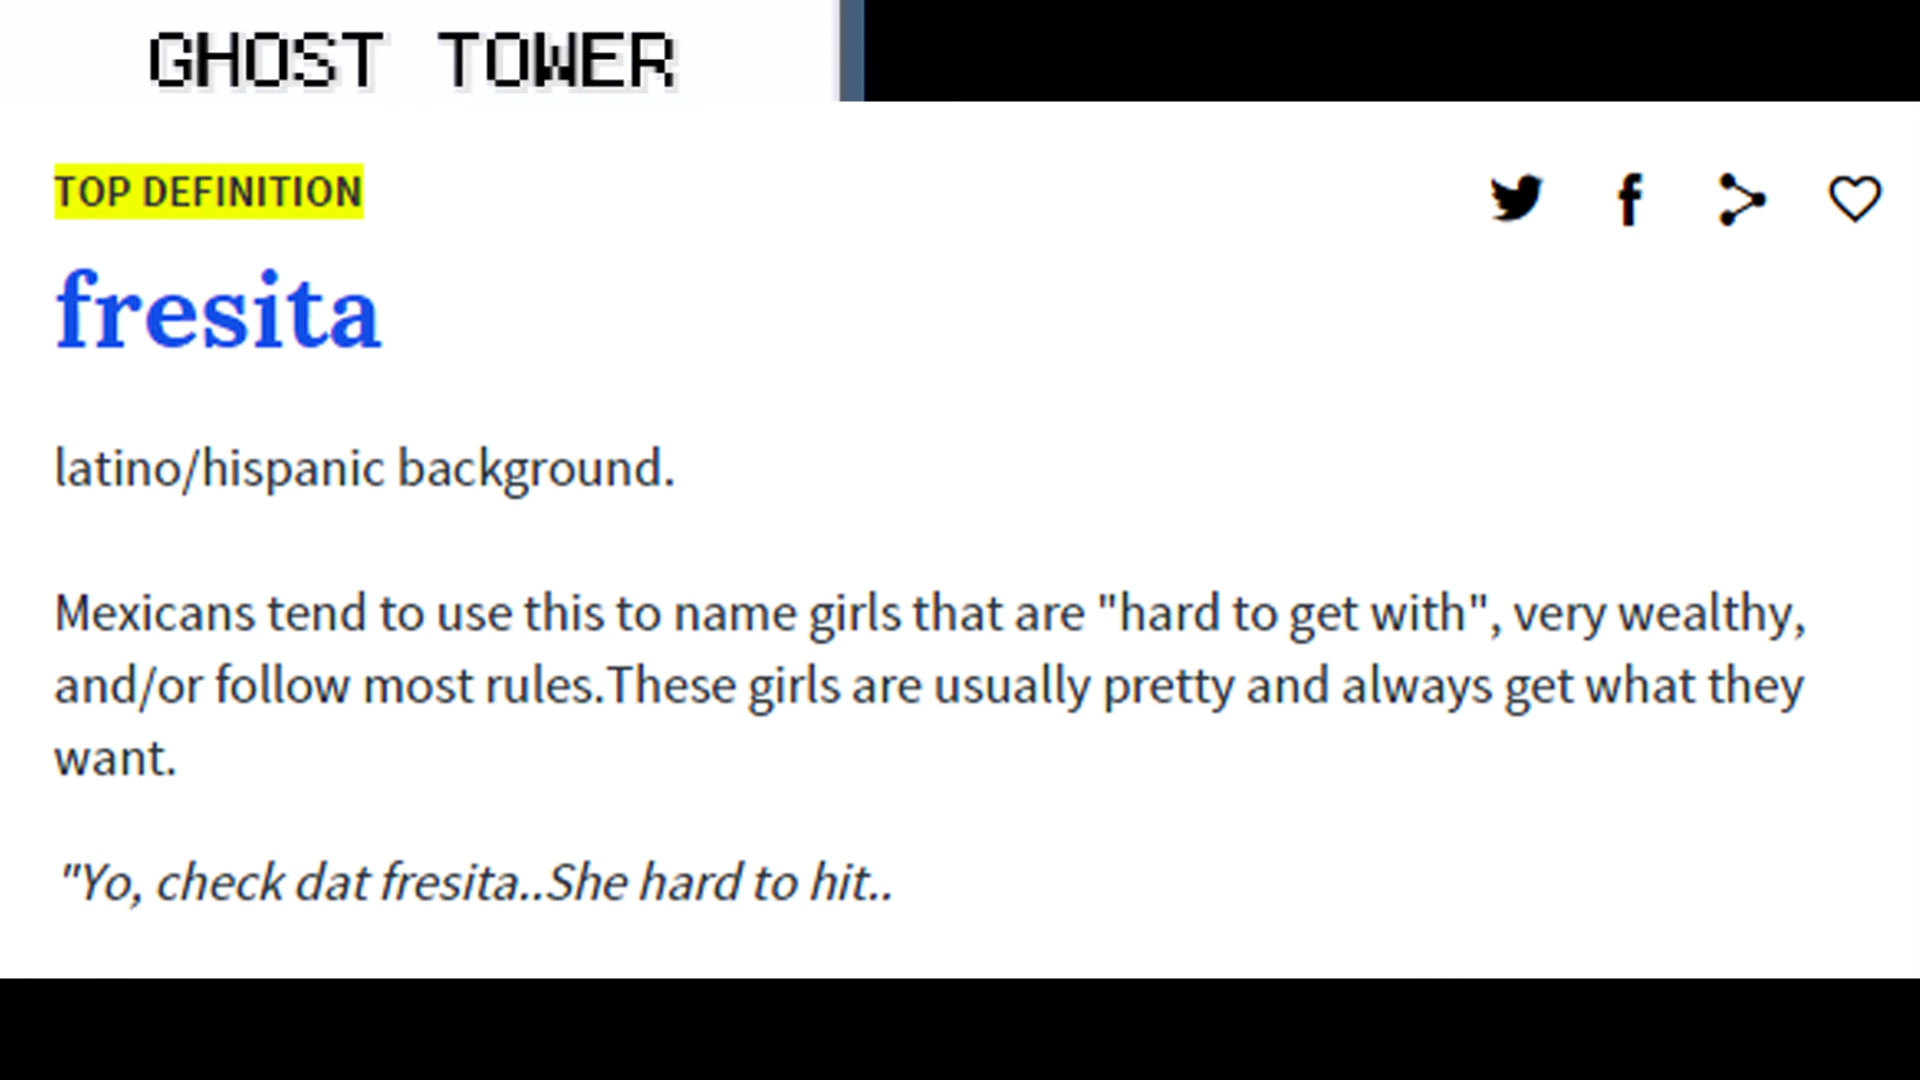 GHOST TOWER
TOP DEFINITION
fresita
latino/hispanic background.
Mexicans tend to use this to name girls that are "hard to get with", very wealthy,
and/or follow most rules.These girls are usually pretty and always get what they
want.
"Yo, check dat fresita..She hard to hit..